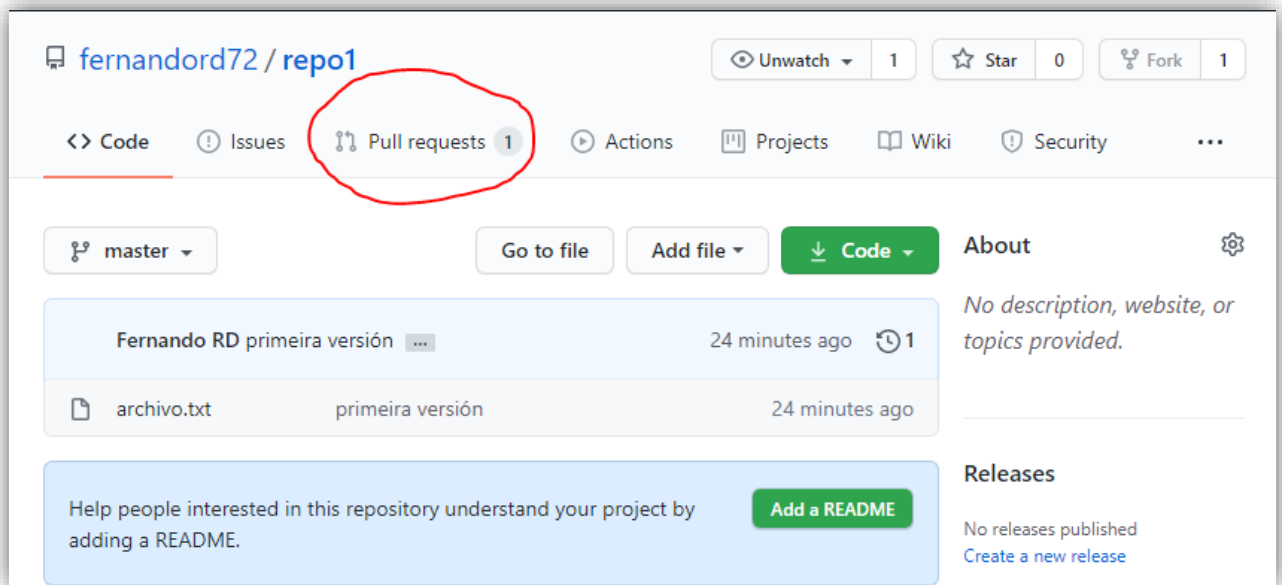 fernandord72 / repo1
Unwatch 1
Star 0
Fork 1
<> Code
Issues
Pull requests 1
Actions
Projects
Wiki
Security
...
master
Go to file
Add file
Code
Fernando RD primeira versión ...
24 minutes ago
1
archivo.txt
primeira versión
24 minutes ago
Help people interested in this repository understand your project by
adding a README.
Add a README
About
No description, website, or
topics provided.
Releases
No releases published
Create a new release